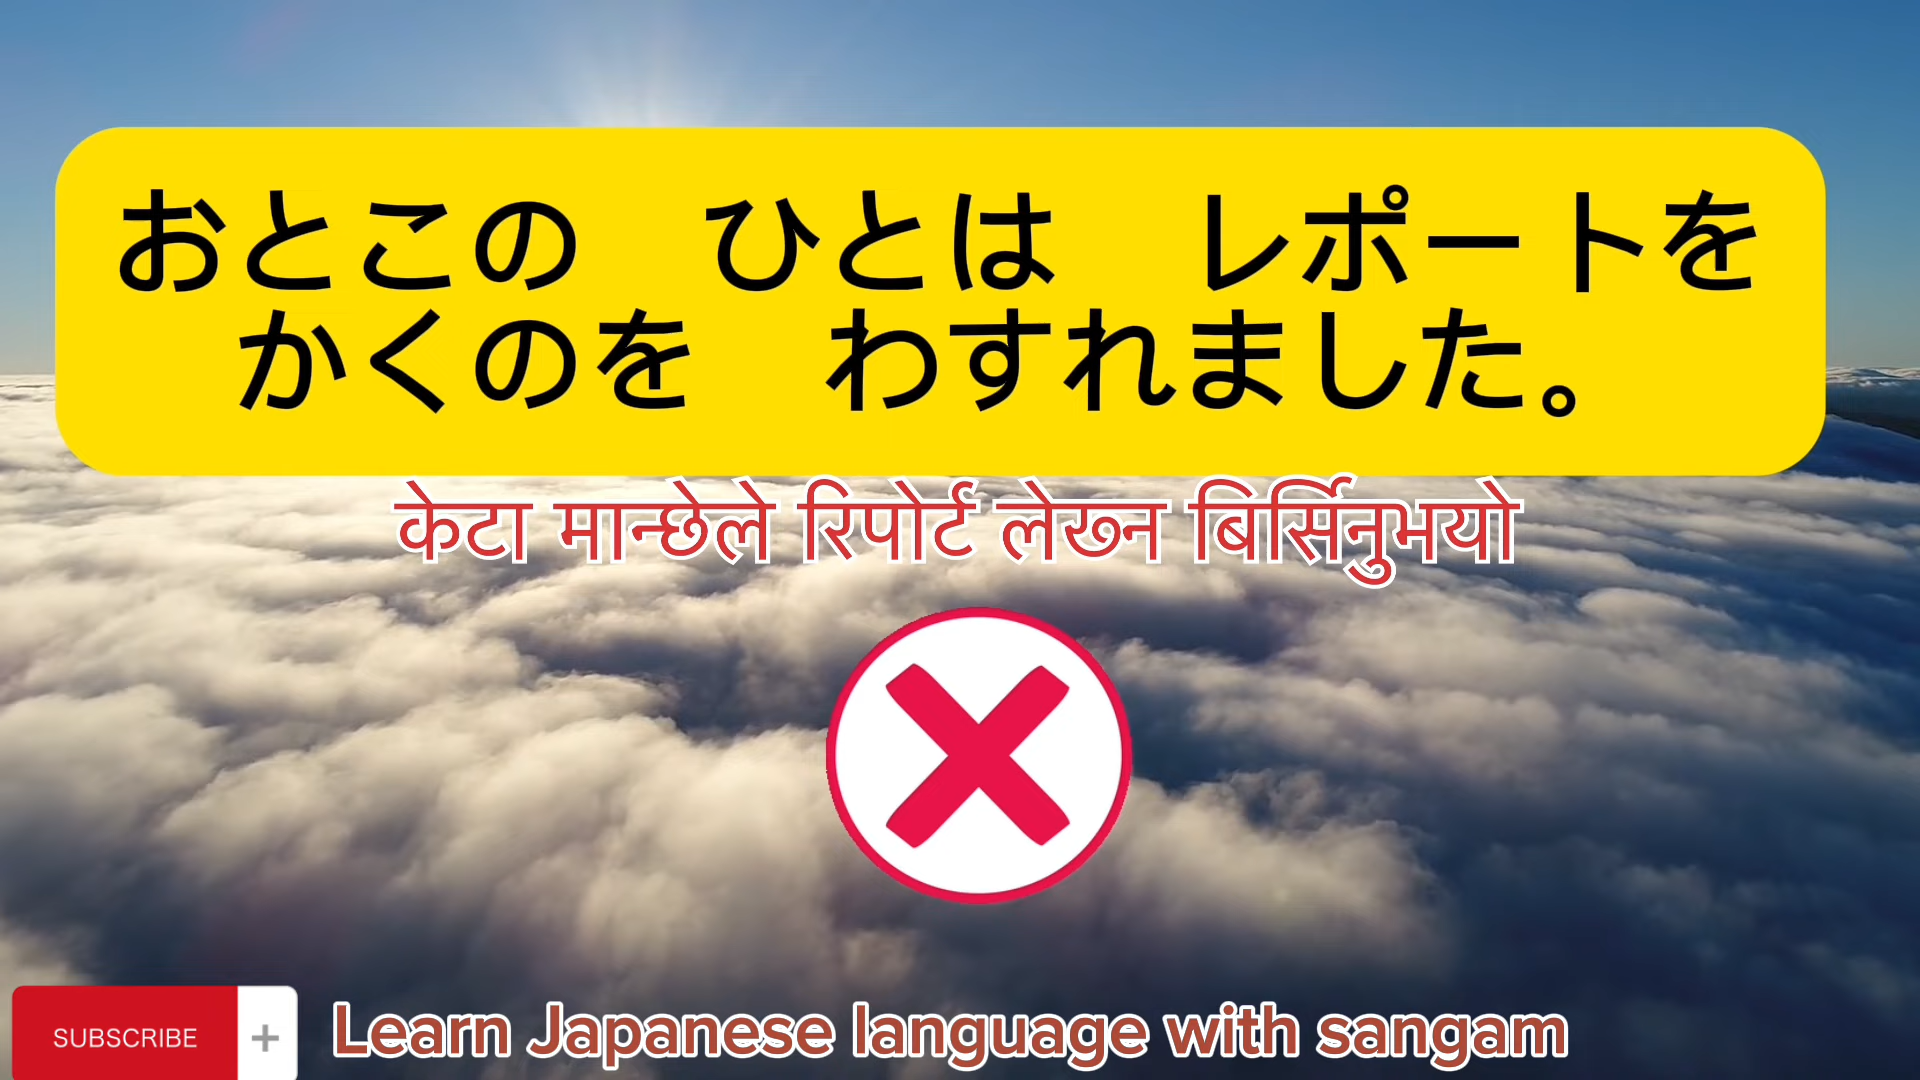 おとこの　ひとは　レポートを
かくのを　わすれました。
केटा मान्छेले रिपोर्ट लेख्न बिर्सिनुभयो
SUBSCRIBE +
Learn Japanese language with sangam